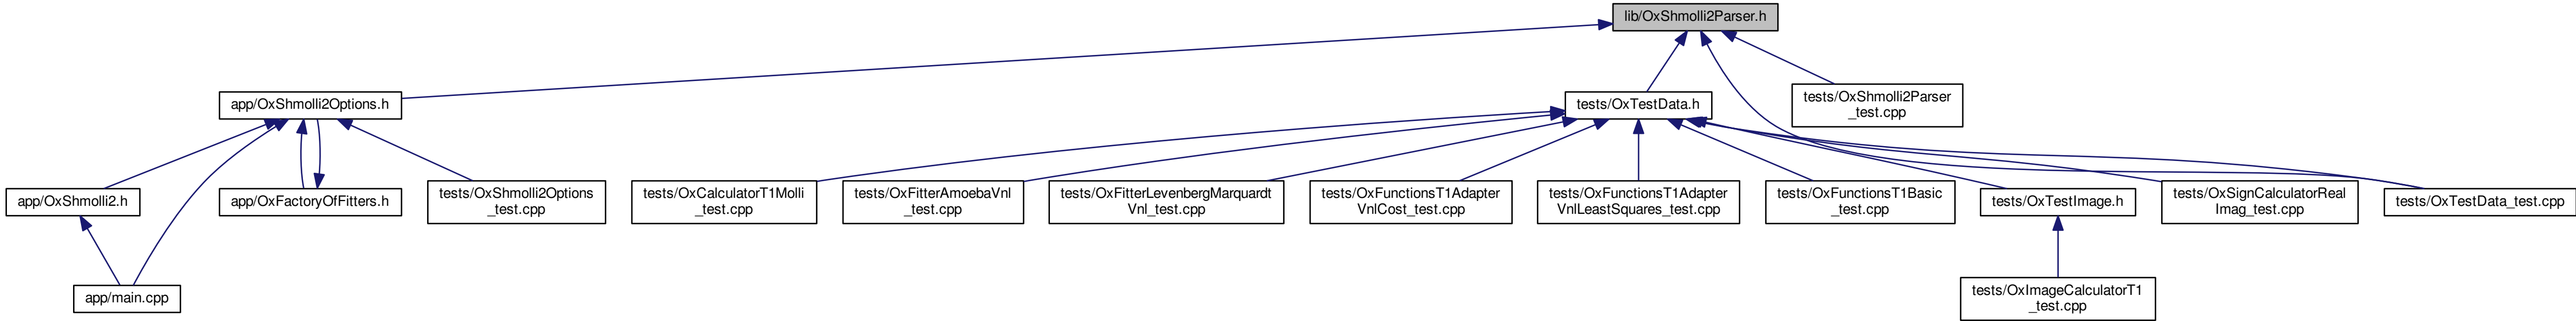 lib/OxShmolli2Parser.h
app/OxShmolli2Options.h
tests/OxTestData.h
tests/OxShmolli2Parser
_test.cpp
app/OxShmolli2.h
app/OxFactoryOfFitters.h
tests/OxShmolli2Options
_test.cpp
tests/OxCalculatorT1Molli
_test.cpp
tests/OxFitterAmoebaVnl
_test.cpp
tests/OxFitterLevenbergMarquardt
Vnl_test.cpp
tests/OxFunctionsT1Adapter
VnlCost_test.cpp
tests/OxFunctionsT1Adapter
VnlLeastSquares_test.cpp
tests/OxFunctionsT1Basic
_test.cpp
tests/OxTestImage.h
tests/OxSignCalculatorReal
Imag_test.cpp
tests/OxTestData_test.cpp
app/main.cpp
tests/OxImageCalculatorT1
_test.cpp